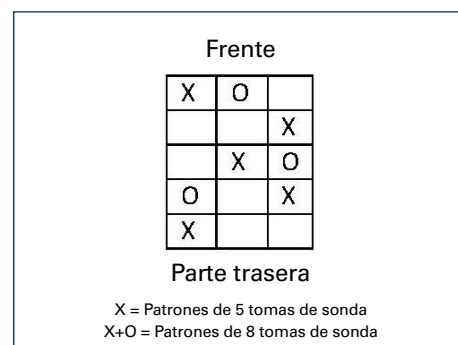 Frente
X O
X
X O
O X
X
Parte trasera
X = Patrones de 5 tomas de sonda
X+O = Patrones de 8 tomas de sonda